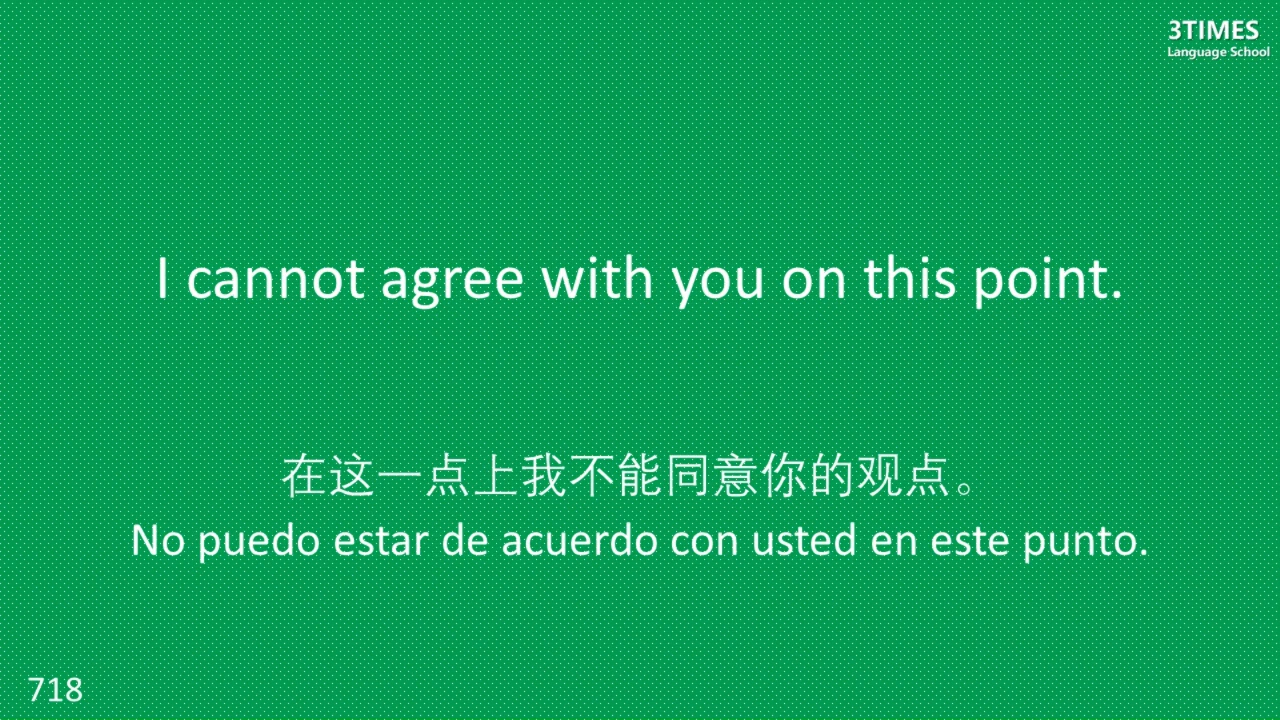 3TIMES
Language School
I cannot agree with you on this point.
在这一点上我不能同意你的观点。
No puedo estar de acuerdo con usted en este punto.
718